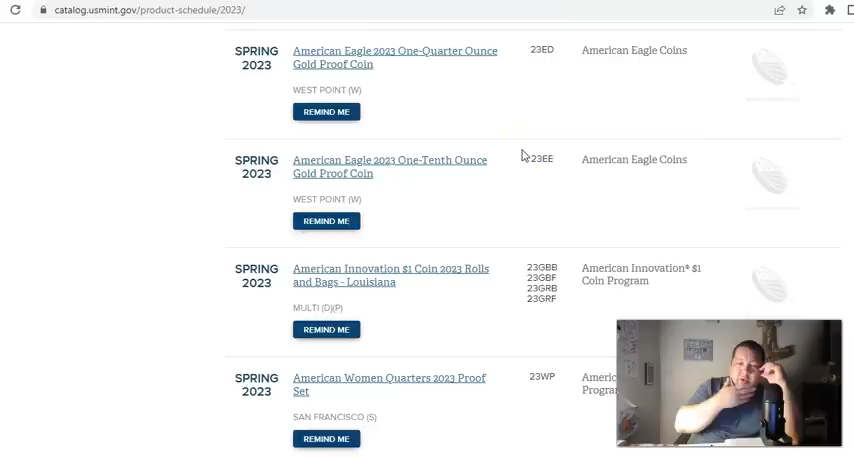 catalog.usmint.gov/product-schedule/2023/
SPRING
2023
American Eagle 2023 One-Quarter Ounce
Gold Proof Coin
WEST POINT (W)
REMIND ME
23ED
American Eagle Coins
SPRING
2023
American Eagle 2023 One-Tenth Ounce
Gold Proof Coin
WEST POINT (W)
REMIND ME
23EE
American Eagle Coins
SPRING
2023
American Innovation $1 Coin 2023 Rolls
and Bags - Louisiana
MULTI (D)(P)
REMIND ME
23GBB
23GBF
23GRB
23GRF
American Innovation® $1
Coin Program
SPRING
2023
American Women Quarters 2023 Proof
Set
SAN FRANCISCO (S)
REMIND ME
23WP